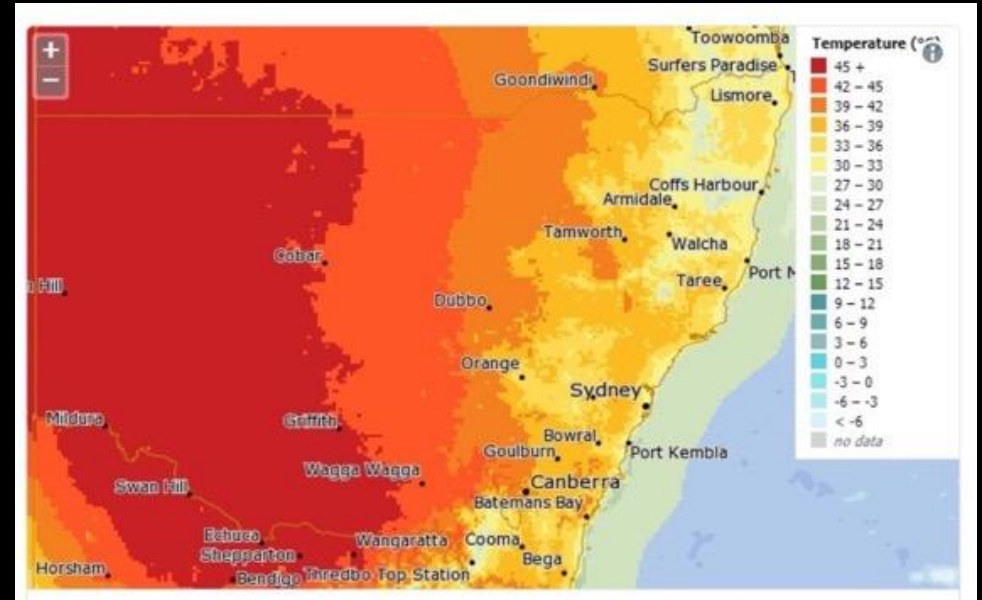 +
−
Toowoomba
Surfers Paradise
Goondiwindi
Lismore
Coffs Harbour
Armidale
Tamworth
Walcha
Cobar
Hill
Taree
Port M
Dubbo
Orange
Sydney
Mildura
Griffith
Bowral
Goulburn
Port Kembla
Wagga Wagga
Canberra
Swan Hill
Batemans Bay
Echuca
Wangaratta
Cooma
Shepparton
Bega
Horsham
Bendigo
Thredbo Top Station
Temperature (°C)
i
45 +
42 – 45
39 – 42
36 – 39
33 – 36
30 – 33
27 – 30
24 – 27
21 – 24
18 – 21
15 – 18
12 – 15
9 – 12
6 – 9
3 – 6
0 – 3
-3 – 0
-6 – -3
< -6
no data